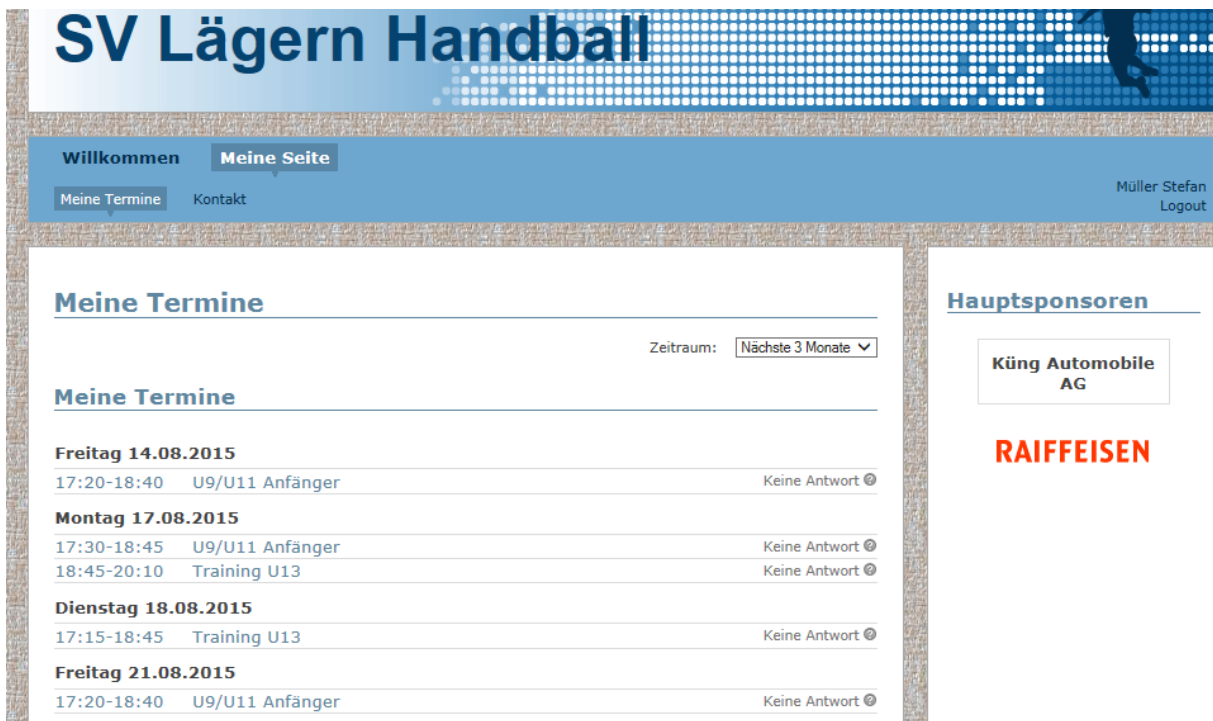 SV Lägern Handball
Willkommen Meine Seite
Meine Termine Kontakt
Müller Stefan
Logout
Meine Termine
Zeitraum: Nächste 3 Monate
Meine Termine
Freitag 14.08.2015
17:20-18:40 U9/U11 Anfänger Keine Antwort
Montag 17.08.2015
17:30-18:45 U9/U11 Anfänger Keine Antwort
18:45-20:10 Training U13 Keine Antwort
Dienstag 18.08.2015
17:15-18:45 Training U13 Keine Antwort
Freitag 21.08.2015
17:20-18:40 U9/U11 Anfänger Keine Antwort
Hauptsponsoren
Küng Automobile
AG
RAIFFEISEN